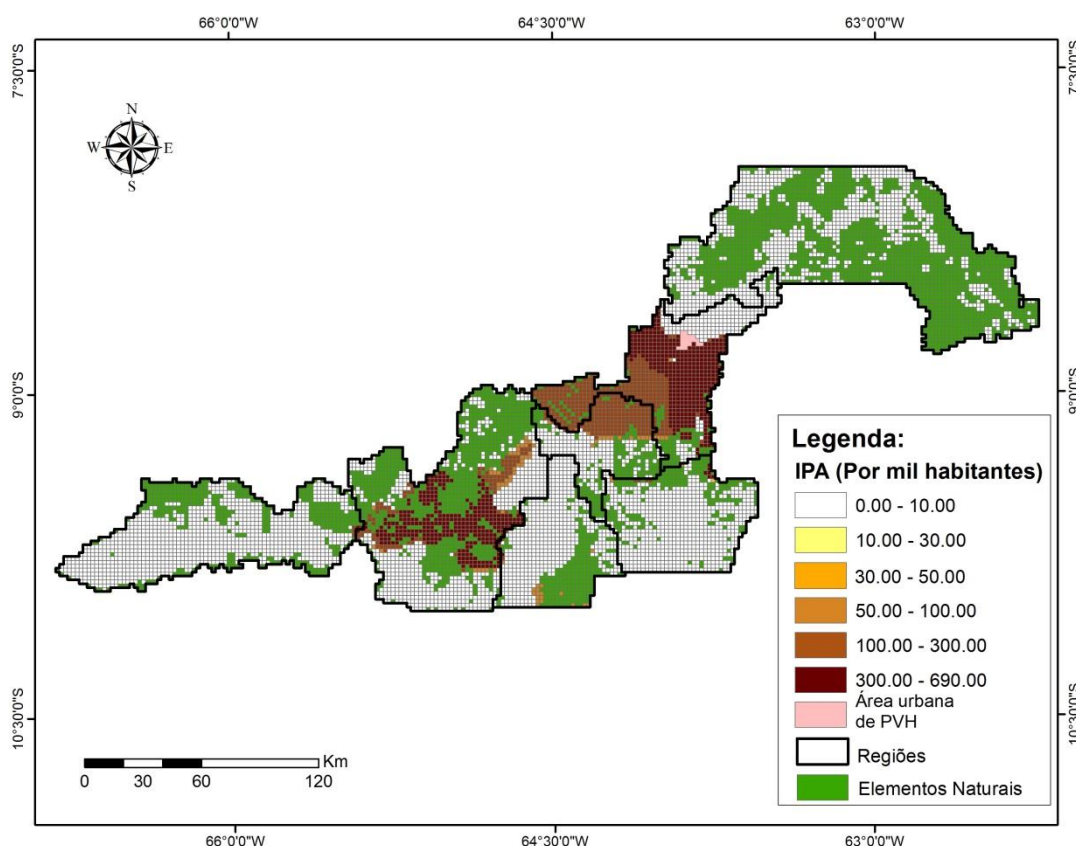 66°0'0"W 64°30'0"W 63°0'0"W
7°30'0"S 7°30'0"S
N
W E
S
9°0'0"S 9°0'0"S
Legenda:
IPA (Por mil habitantes)
0.00 - 10.00
10.00 - 30.00
30.00 - 50.00
50.00 - 100.00
100.00 - 300.00
300.00 - 690.00
Área urbana
de PVH
Regiões
Elementos Naturais
10°30'0"S 10°30'0"S
Km
0 30 60 120
66°0'0"W 64°30'0"W 63°0'0"W